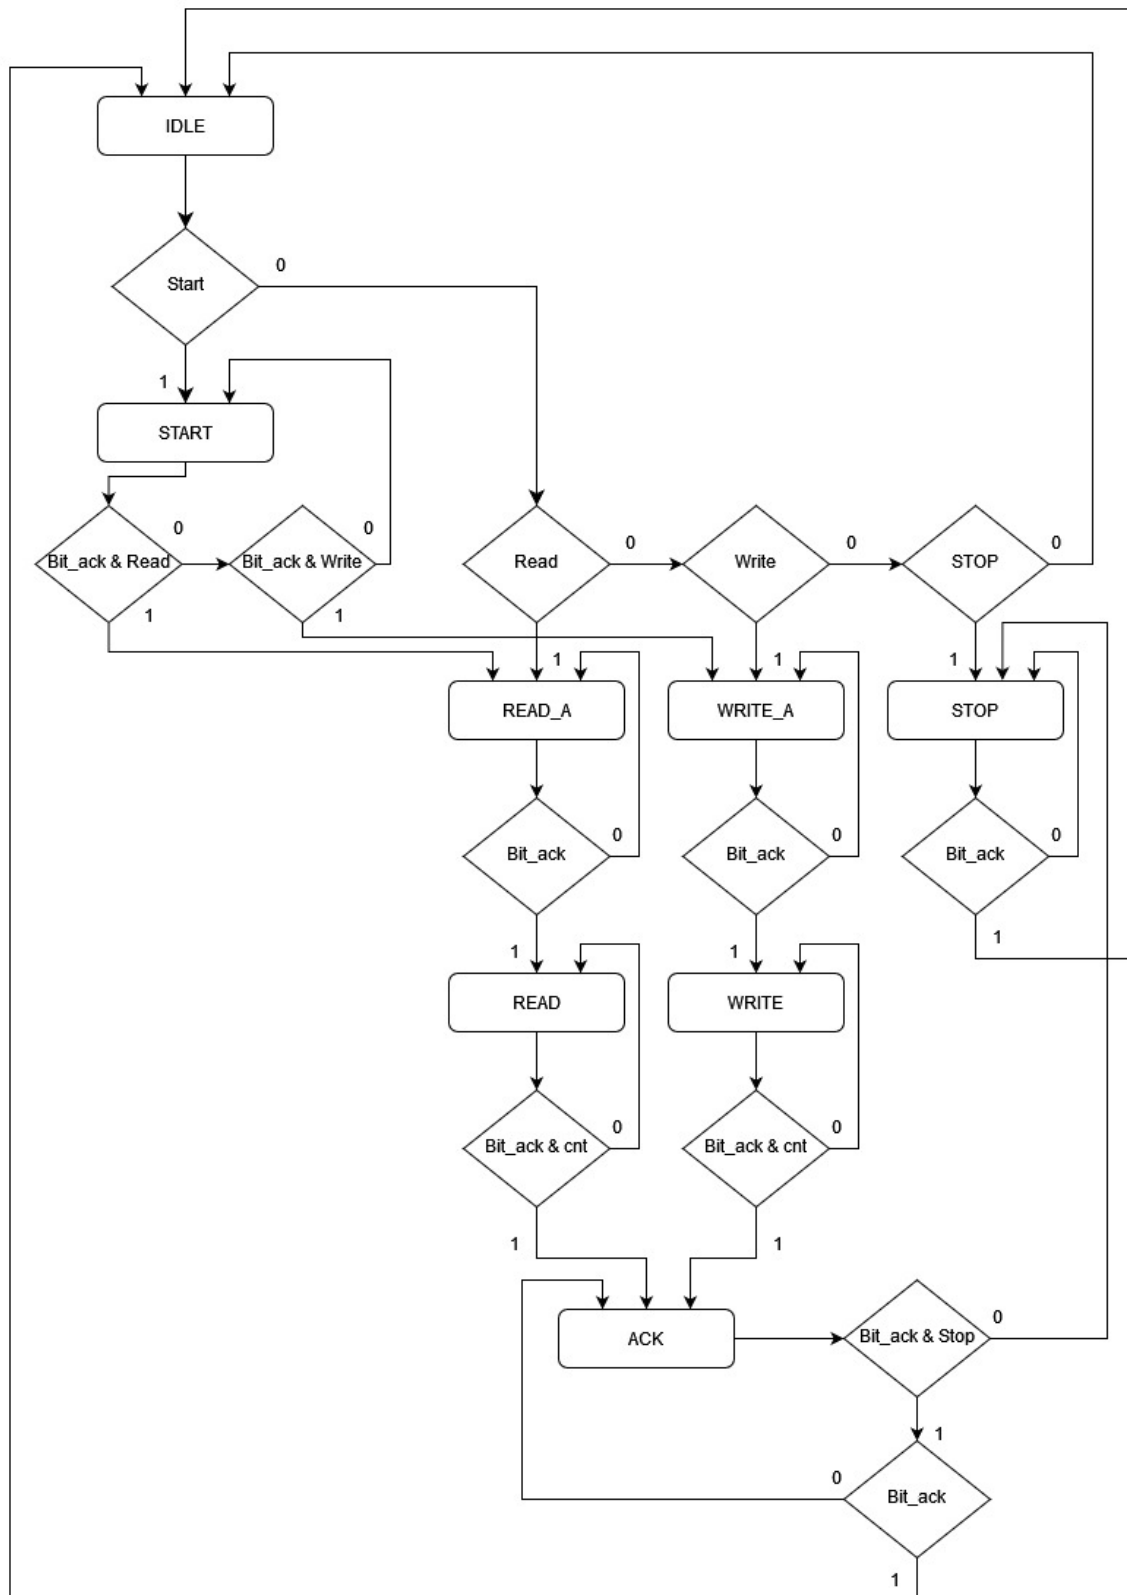 IDLE
Start
0
1
START
Bit_ack & Read
0
1
Bit_ack & Write
0
1
Read
0
1
Write
0
1
STOP
0
1
READ_A
WRITE_A
STOP
Bit_ack
0
1
Bit_ack
0
1
Bit_ack
0
1
READ
WRITE
Bit_ack & cnt
0
1
Bit_ack & cnt
0
1
ACK
Bit_ack & Stop
0
1
Bit_ack
0
1